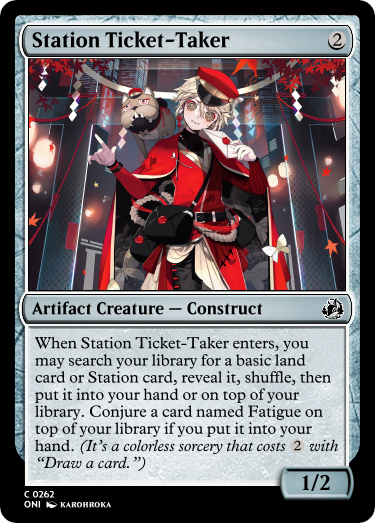 Station Ticket-Taker 2
Artifact Creature — Construct
When Station Ticket-Taker enters, you
may search your library for a basic land
card or Station card, reveal it, shuffle, then
put it into your hand or on top of your
library. Conjure a card named Fatigue on
top of your library if you put it into your
hand. (It's a colorless sorcery that costs 2 with
“Draw a card.”)
1/2
C 0262
ONI KAROHROKA